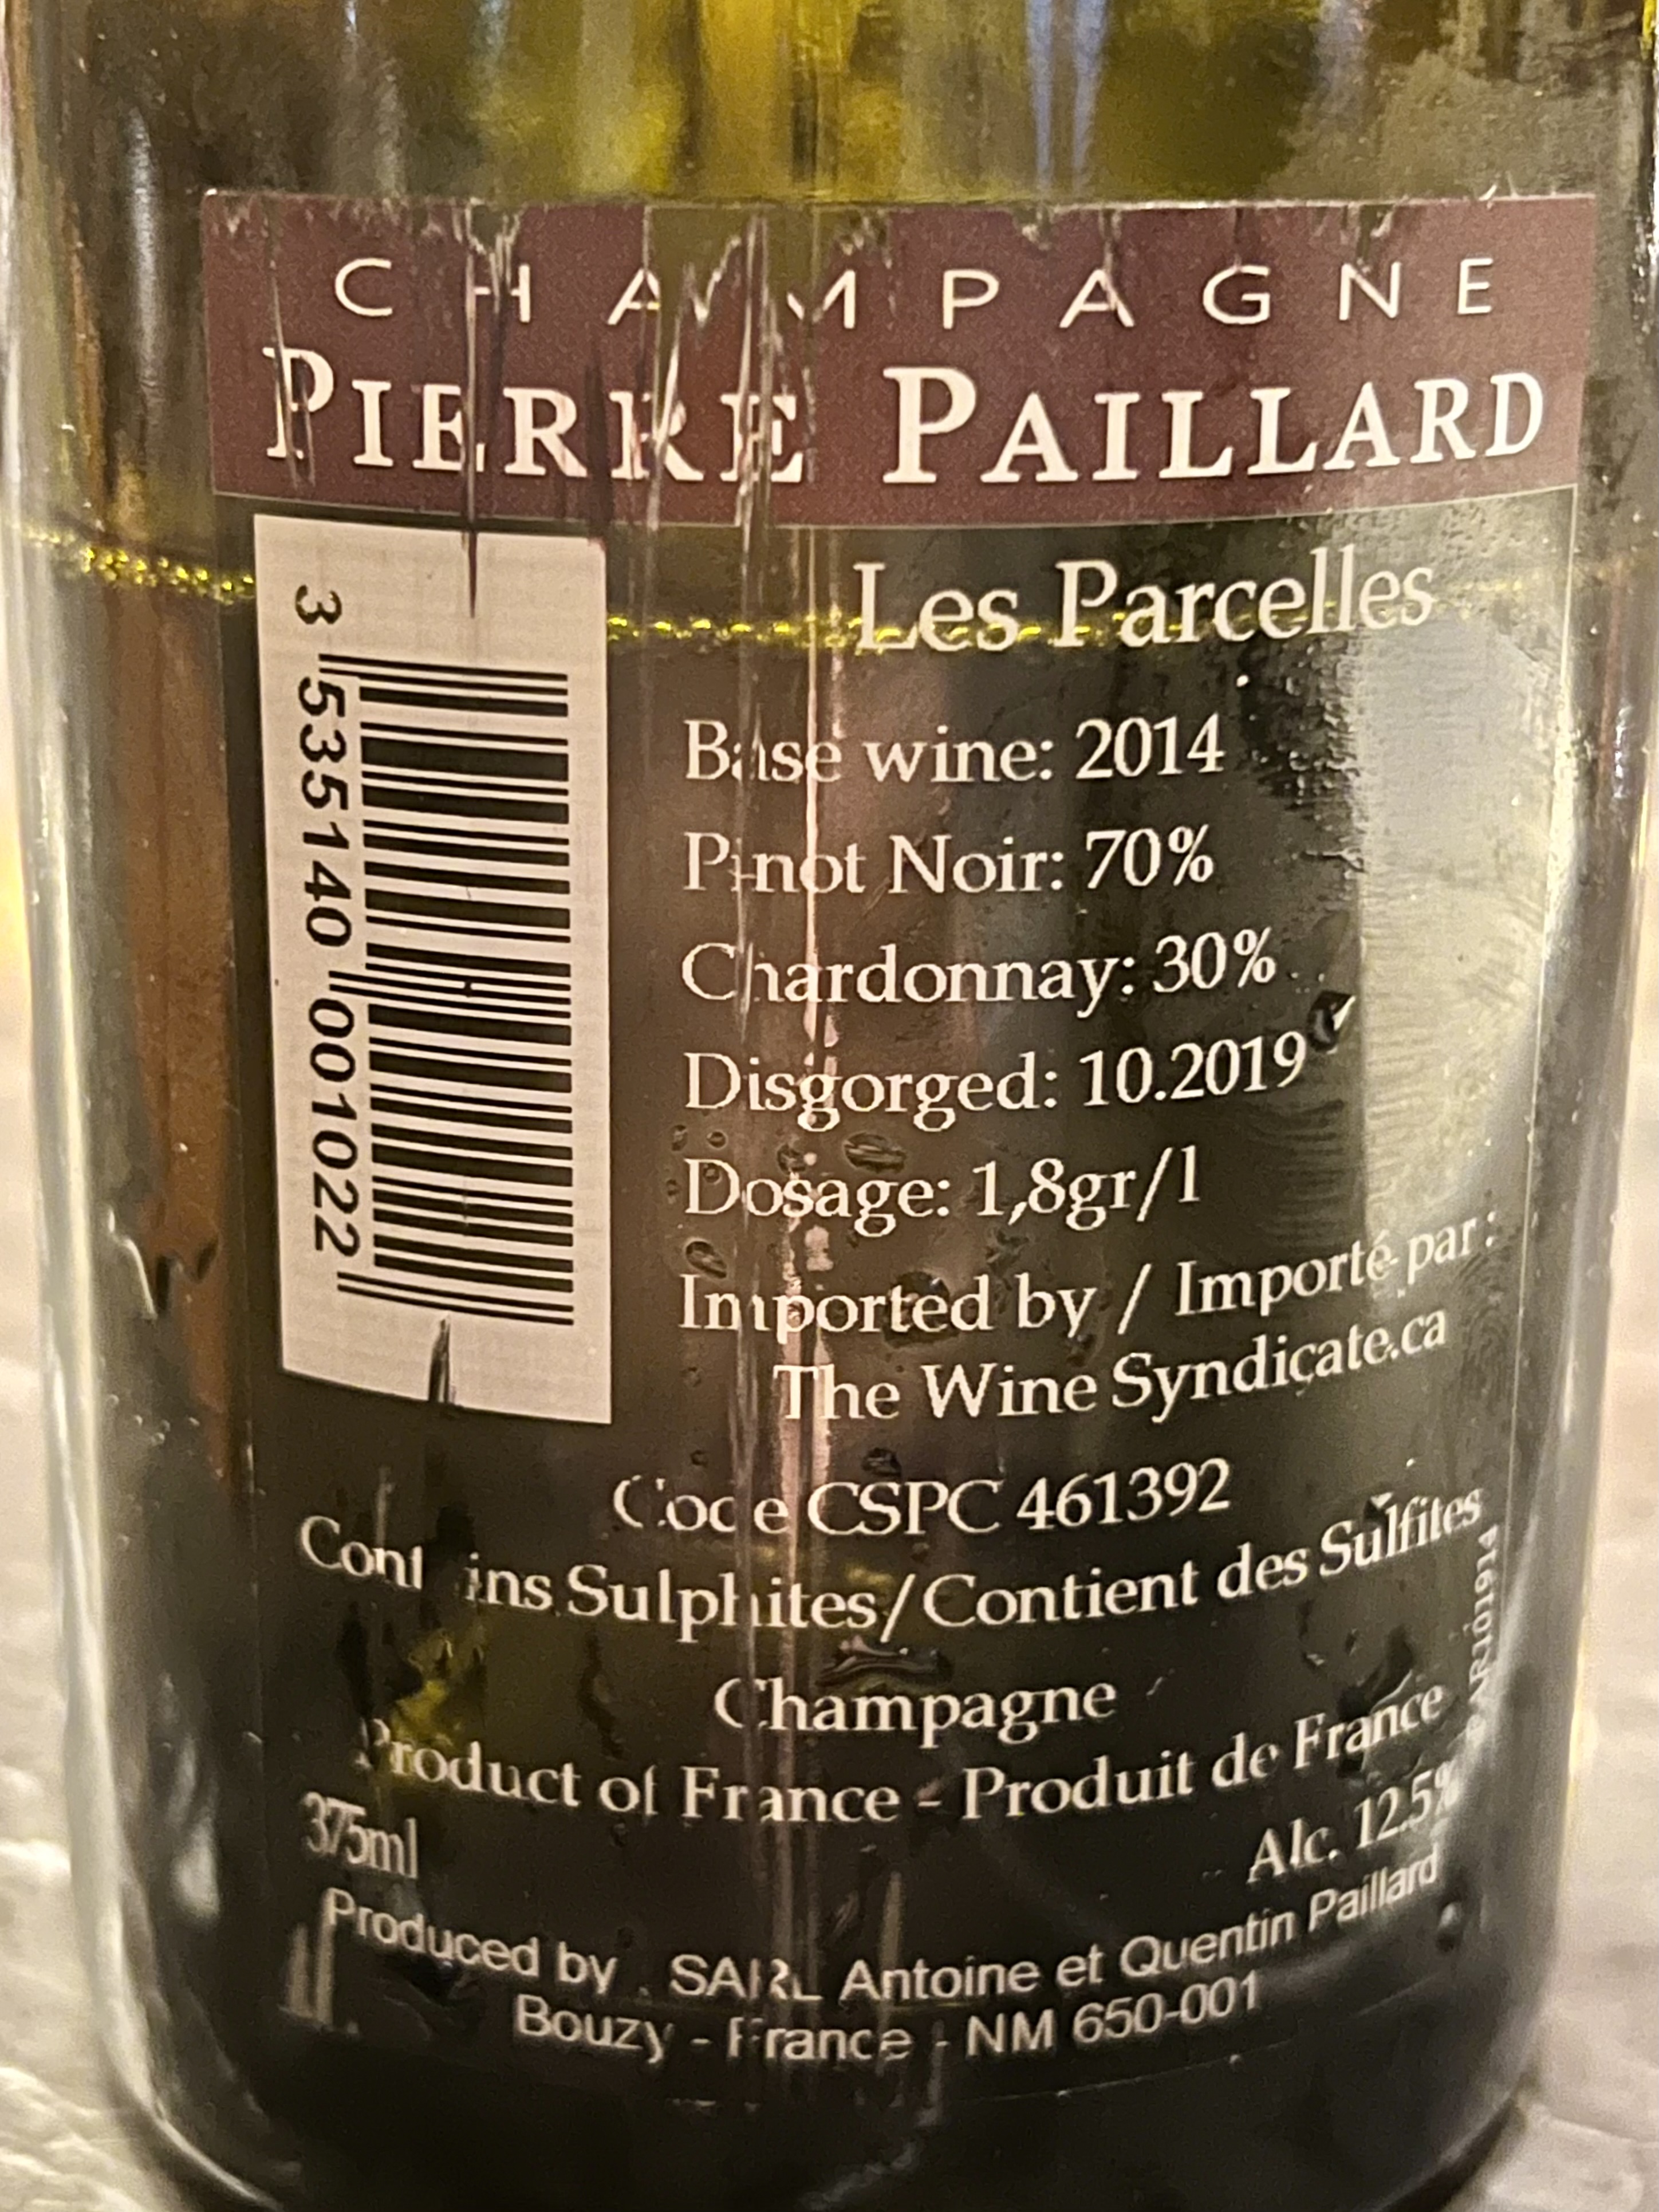 CHAMPAGNE
PIERRE PAILLARD
3 535140 001022
Les Parcelles
Base wine: 2014
Pinot Noir: 70%
Chardonnay: 30%
Disgorged: 10.2019
Dosage: 1,8gr/l
Imported by / Importé par :
The Wine Syndicate.ca
Code CSPC 461392
Contains Sulphites/Contient des Sulfites
Champagne
Product of France - Produit de France
375ml
Alc. 12.5%
Produced by . SARL Antoine et Quentin Paillard
Bouzy - France - NM 650-001